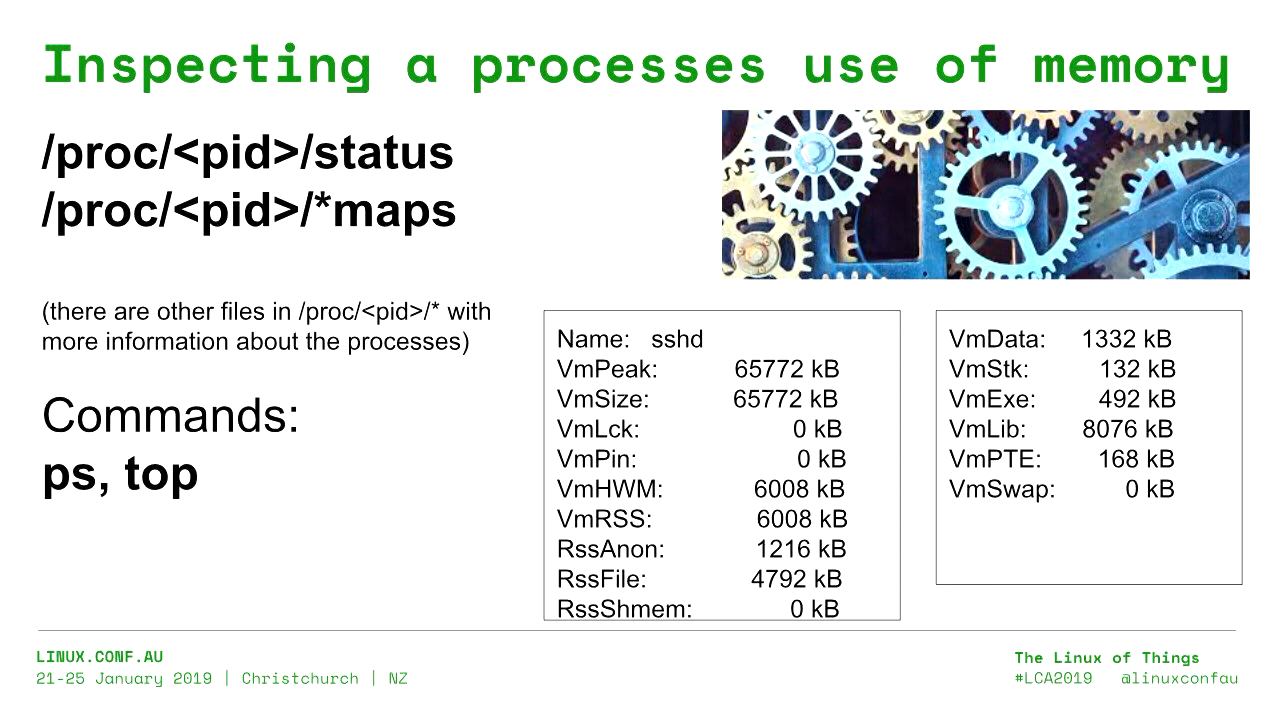 Inspecting a processes use of memory
/proc/<pid>/status
/proc/<pid>/*maps
(there are other files in /proc/<pid>/* with
more information about the processes)
Commands:
ps, top
Name: sshd
VmPeak: 65772 kB
VmSize: 65772 kB
VmLck: 0 kB
VmPin: 0 kB
VmHWM: 6008 kB
VmRSS: 6008 kB
RssAnon: 1216 kB
RssFile: 4792 kB
RssShmem: 0 kB
VmData: 1332 kB
VmStk: 132 kB
VmExe: 492 kB
VmLib: 8076 kB
VmPTE: 168 kB
VmSwap: 0 kB
LINUX.CONF.AU
21-25 January 2019 | Christchurch | NZ
The Linux of Things
#LCA2019 @linuxconfau